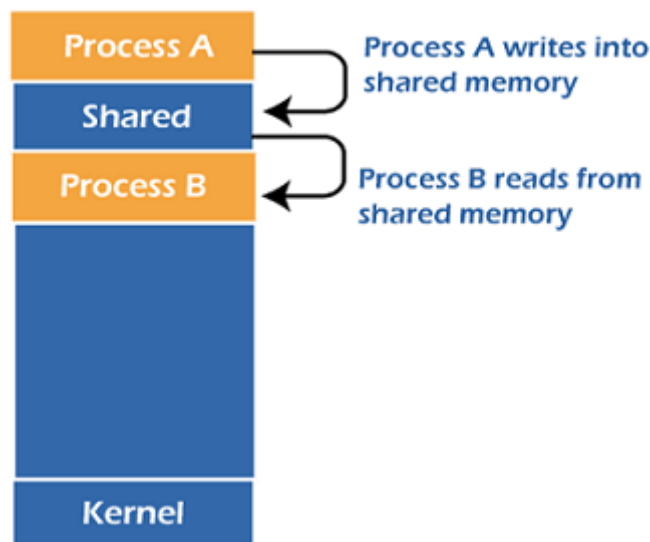 Process A
Process A writes into
shared memory
Shared
Process B
Process B reads from
shared memory
Kernel